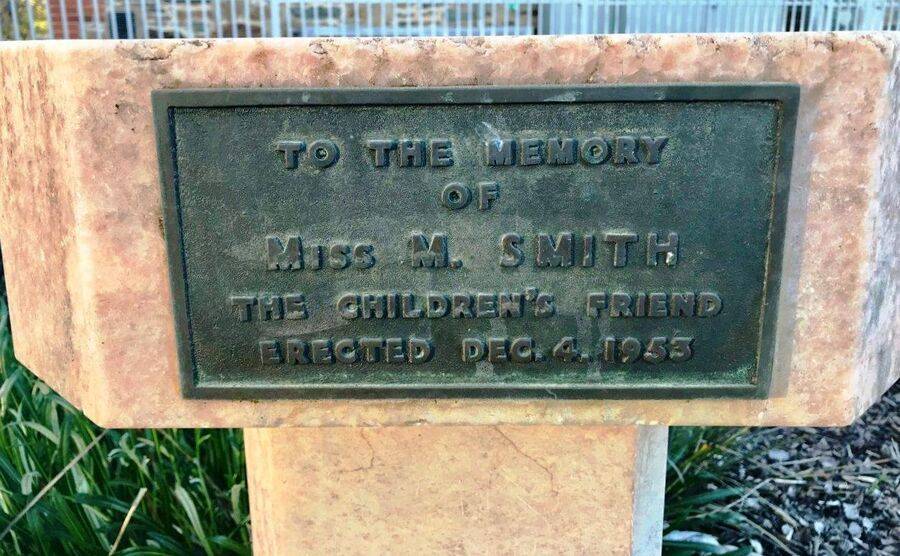 TO THE MEMORY
OF
MISS M. SMITH
THE CHILDREN'S FRIEND
ERECTED DEC. 4. 1953